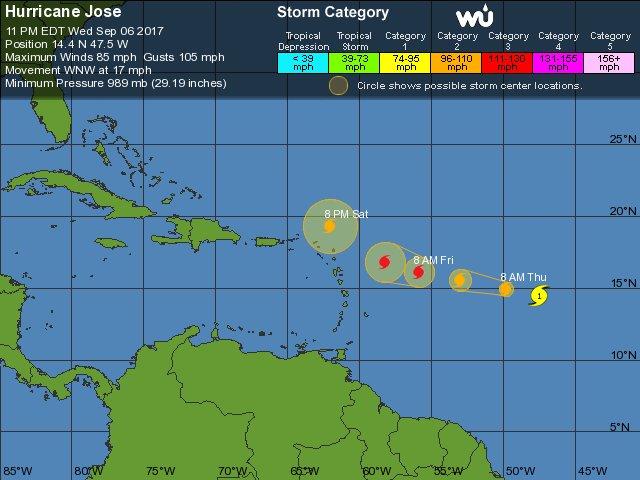 Hurricane Jose
11 PM EDT Wed Sep 06 2017
Position 14.4 N 47.5 W
Maximum Winds 85 mph Gusts 105 mph
Movement WNW at 17 mph
Minimum Pressure 989 mb (29.19 inches)
Storm Category
wu
Tropical Depression
Tropical Storm
Category 1
Category 2
Category 3
Category 4
Category 5
< 39 mph
39-73 mph
74-95 mph
96-110 mph
111-130 mph
131-155 mph
156+ mph
Circle shows possible storm center locations.
25°N
20°N
15°N
10°N
5°N
8 PM Sat
8 AM Fri
8 AM Thu
1
85°W
80°W
75°W
70°W
65°W
60°W
55°W
50°W
45°W